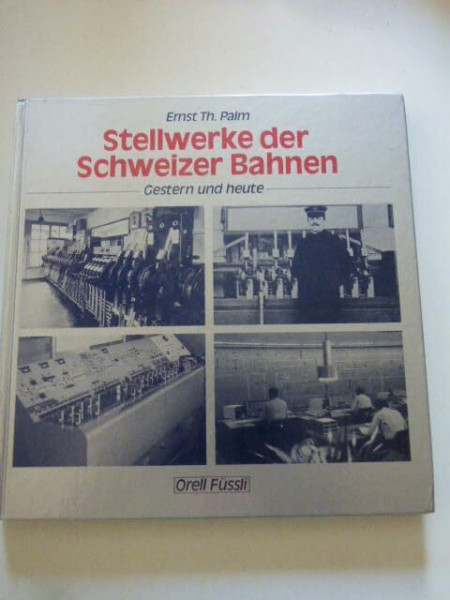 Ernst Th. Palm
Stellwerke der
Schweizer Bahnen
Gestern und heute
Orell Füssli